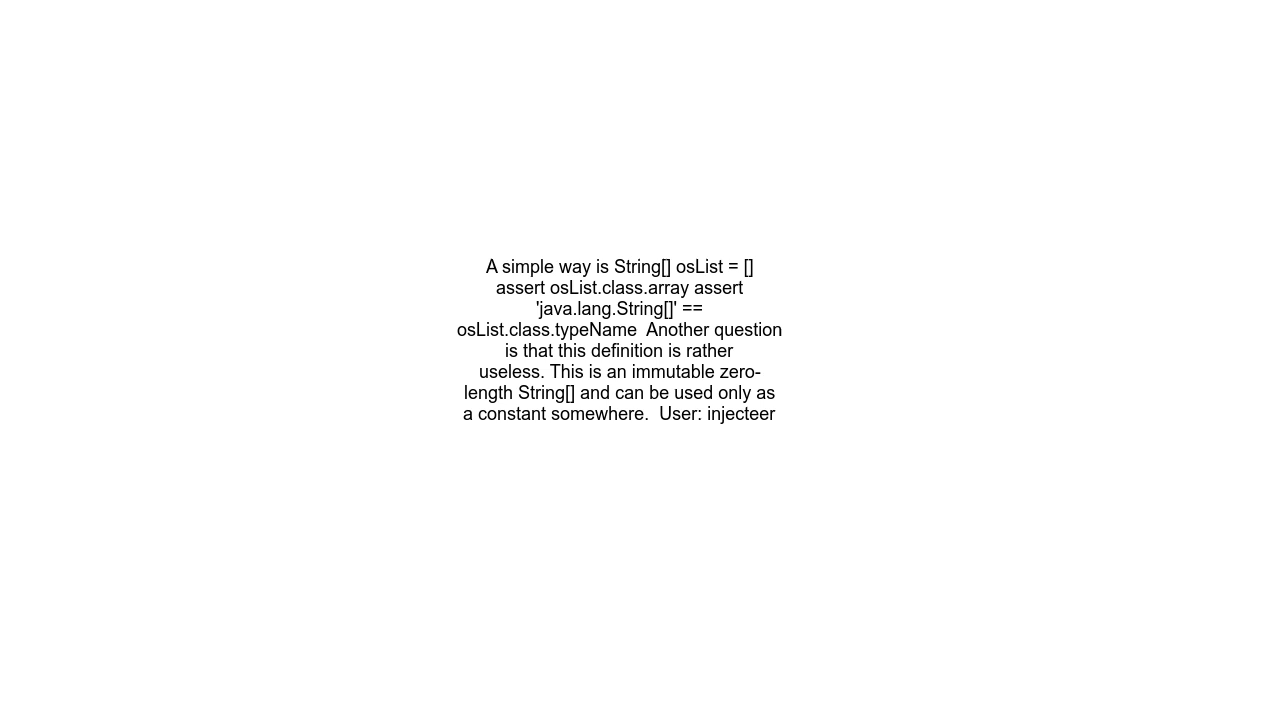 A simple way is String[] osList = []
assert osList.class.array assert
'java.lang.String[]' ==
osList.class.typeName  Another question
is that this definition is rather
useless. This is an immutable zero-
length String[] and can be used only as
a constant somewhere.  User: injecteer